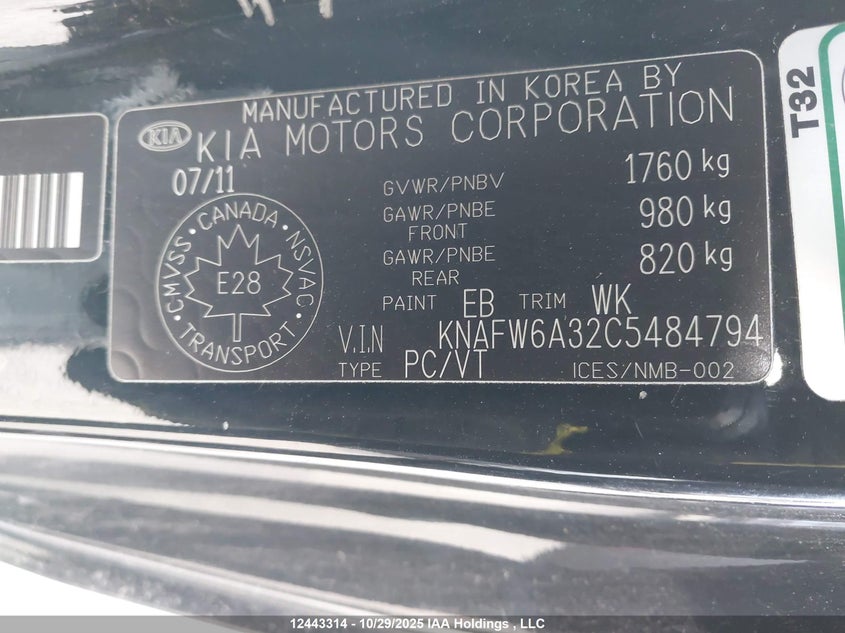 MANUFACTURED IN KOREA BY
KIA KIA MOTORS CORPORATION
07/11
GVWR/PNBV 1760 kg
GAWR/PNBE FRONT 980 kg
GAWR/PNBE REAR 820 kg
CMVSS · CANADA · NSVAC · TRANSPORT ·
E28
PAINT EB TRIM WK
V.I.N KNAFW6A32C5484794
TYPE PC/VT ICES/NMB-002
T32
12443314 - 10/29/2025 IAA Holdings , LLC